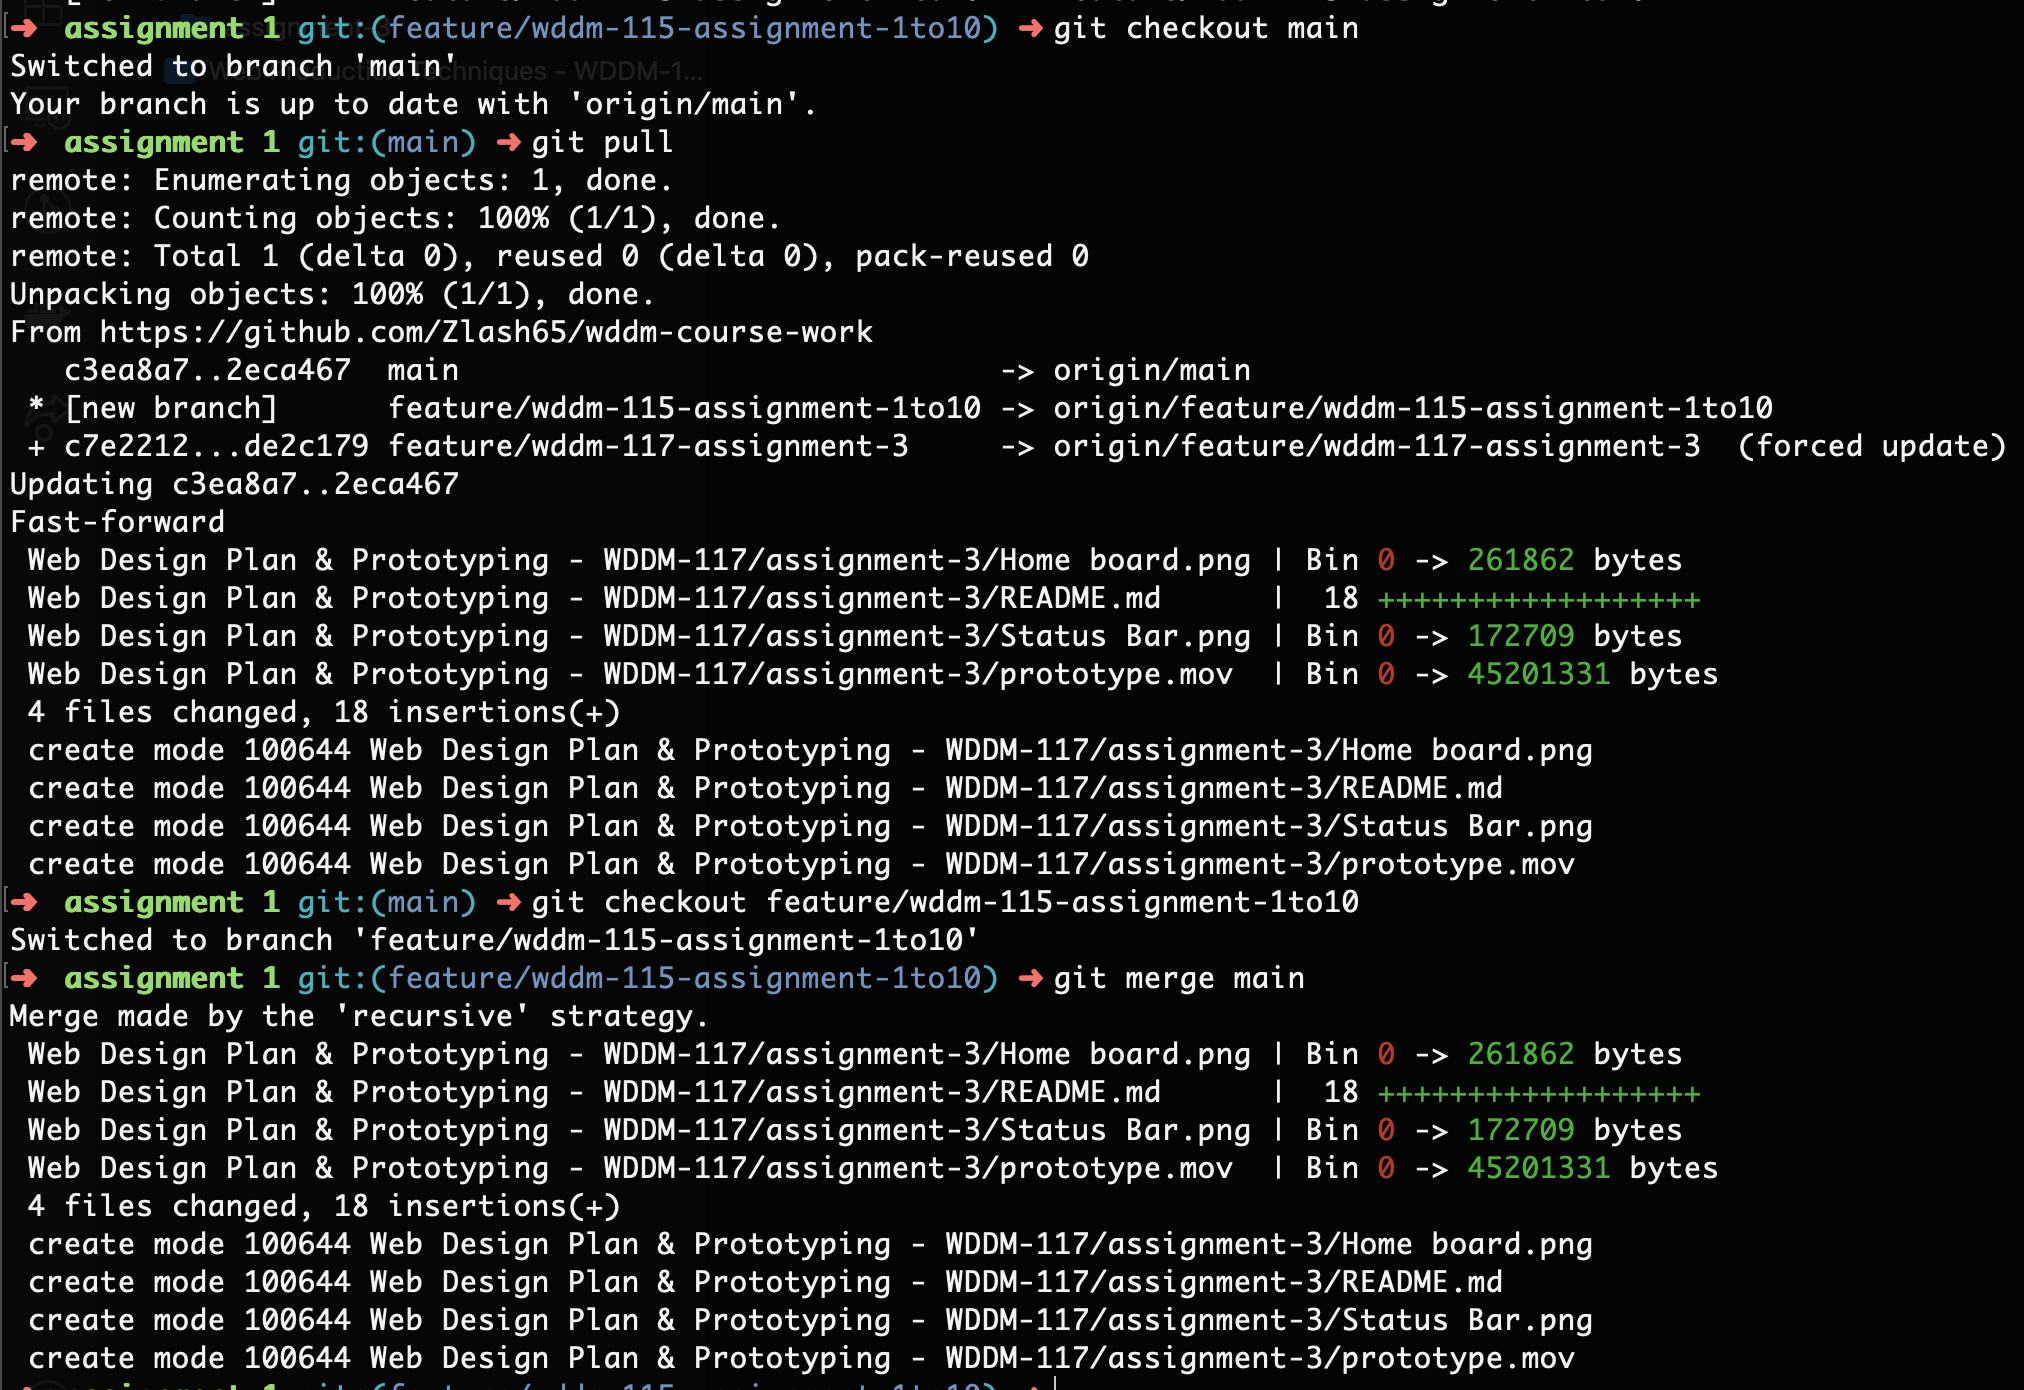 ➜  assignment 1 git:(feature/wddm-115-assignment-1to10) ➜ git checkout main
Switched to branch 'main'
Your branch is up to date with 'origin/main'.
➜  assignment 1 git:(main) ➜ git pull
remote: Enumerating objects: 1, done.
remote: Counting objects: 100% (1/1), done.
remote: Total 1 (delta 0), reused 0 (delta 0), pack-reused 0
Unpacking objects: 100% (1/1), done.
From https://github.com/Zlash65/wddm-course-work
   c3ea8a7..2eca467  main                              -> origin/main
 * [new branch]      feature/wddm-115-assignment-1to10 -> origin/feature/wddm-115-assignment-1to10
 + c7e2212...de2c179 feature/wddm-117-assignment-3     -> origin/feature/wddm-117-assignment-3  (forced update)
Updating c3ea8a7..2eca467
Fast-forward
 Web Design Plan & Prototyping - WDDM-117/assignment-3/Home board.png | Bin 0 -> 261862 bytes
 Web Design Plan & Prototyping - WDDM-117/assignment-3/README.md      |  18 ++++++++++++++++++
 Web Design Plan & Prototyping - WDDM-117/assignment-3/Status Bar.png | Bin 0 -> 172709 bytes
 Web Design Plan & Prototyping - WDDM-117/assignment-3/prototype.mov  | Bin 0 -> 45201331 bytes
 4 files changed, 18 insertions(+)
 create mode 100644 Web Design Plan & Prototyping - WDDM-117/assignment-3/Home board.png
 create mode 100644 Web Design Plan & Prototyping - WDDM-117/assignment-3/README.md
 create mode 100644 Web Design Plan & Prototyping - WDDM-117/assignment-3/Status Bar.png
 create mode 100644 Web Design Plan & Prototyping - WDDM-117/assignment-3/prototype.mov
➜  assignment 1 git:(main) ➜ git checkout feature/wddm-115-assignment-1to10
Switched to branch 'feature/wddm-115-assignment-1to10'
➜  assignment 1 git:(feature/wddm-115-assignment-1to10) ➜ git merge main
Merge made by the 'recursive' strategy.
 Web Design Plan & Prototyping - WDDM-117/assignment-3/Home board.png | Bin 0 -> 261862 bytes
 Web Design Plan & Prototyping - WDDM-117/assignment-3/README.md      |  18 ++++++++++++++++++
 Web Design Plan & Prototyping - WDDM-117/assignment-3/Status Bar.png | Bin 0 -> 172709 bytes
 Web Design Plan & Prototyping - WDDM-117/assignment-3/prototype.mov  | Bin 0 -> 45201331 bytes
 4 files changed, 18 insertions(+)
 create mode 100644 Web Design Plan & Prototyping - WDDM-117/assignment-3/Home board.png
 create mode 100644 Web Design Plan & Prototyping - WDDM-117/assignment-3/README.md
 create mode 100644 Web Design Plan & Prototyping - WDDM-117/assignment-3/Status Bar.png
 create mode 100644 Web Design Plan & Prototyping - WDDM-117/assignment-3/prototype.mov